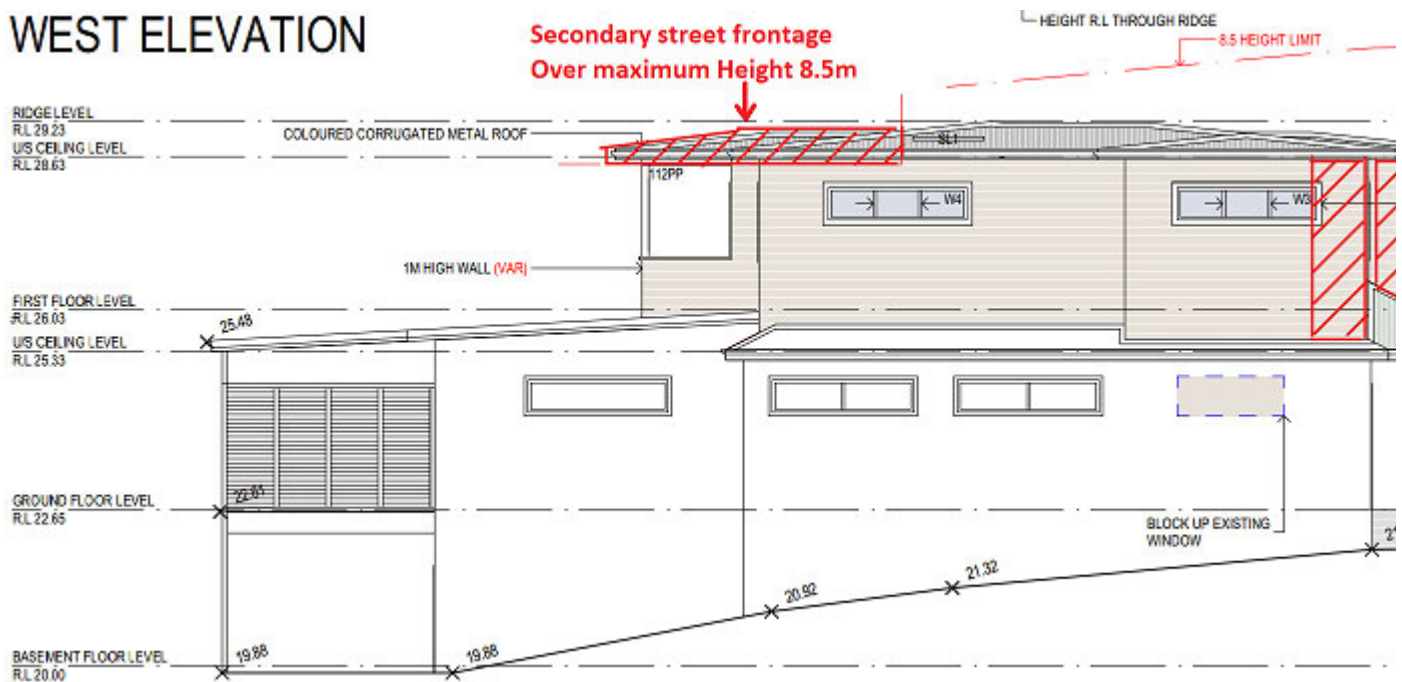 WEST ELEVATION
Secondary street frontage
Over maximum Height 8.5m
HEIGHT R.L THROUGH RIDGE
8.5 HEIGHT LIMIT
RIDGE LEVEL
R.L 29.23
COLOURED CORRUGATED METAL ROOF
SL1
U/S CEILING LEVEL
R.L 28.63
112PP
W4
W3
1M HIGH WALL (VAR)
FIRST FLOOR LEVEL
R.L 26.03
25.48
U/S CEILING LEVEL
R.L 25.33
22.61
GROUND FLOOR LEVEL
R.L 22.65
BLOCK UP EXISTING
WINDOW
21.32
20.92
19.88
19.88
BASEMENT FLOOR LEVEL
R.L 20.00